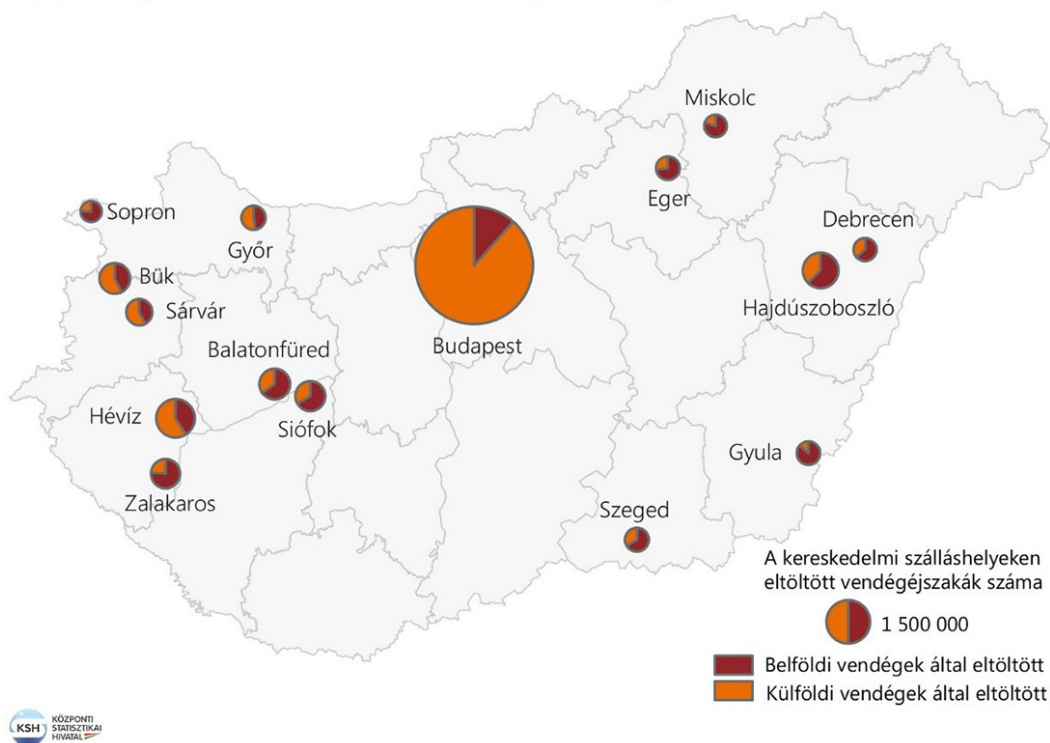 Miskolc
Eger
Sopron
Győr
Debrecen
Bük
Sárvár
Hajdúszoboszló
Balatonfüred
Budapest
Hévíz
Siófok
Gyula
Zalakaros
Szeged
A kereskedelmi szálláshelyeken
eltöltött vendégéjszakák száma
1 500 000
Belföldi vendégek által eltöltött
Külföldi vendégek által eltöltött
KSH
KÖZPONTI
STATISZTIKAI
HIVATAL